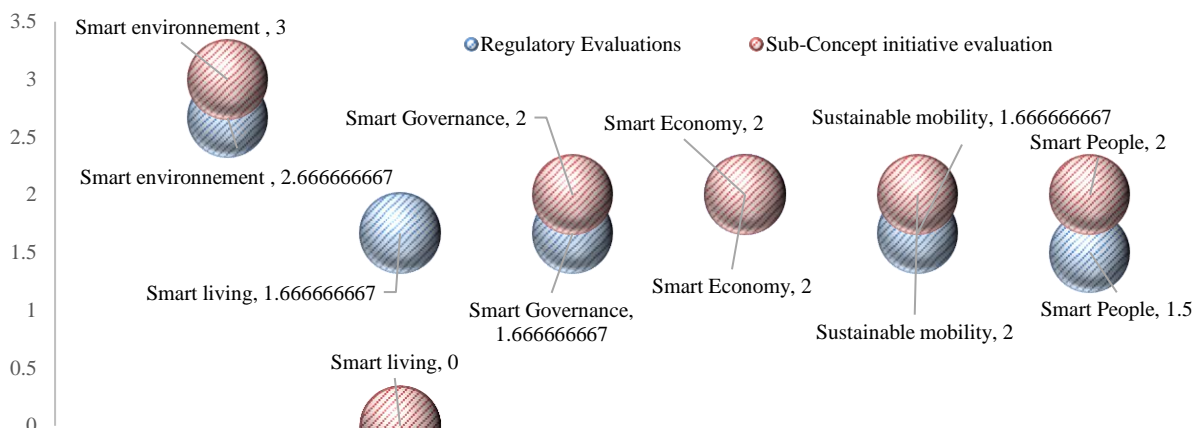 3.5
Smart environnement , 3
Regulatory Evaluations
Sub-Concept initiative evaluation
3
Smart Governance, 2
Smart Economy, 2
Sustainable mobility, 1.666666667
Smart People, 2
2.5
Smart environnement , 2.666666667
2
1.5
Smart living, 1.666666667
Smart Governance,
1.666666667
Smart Economy, 2
Sustainable mobility, 2
Smart People, 1.5
1
Smart living, 0
0.5
0